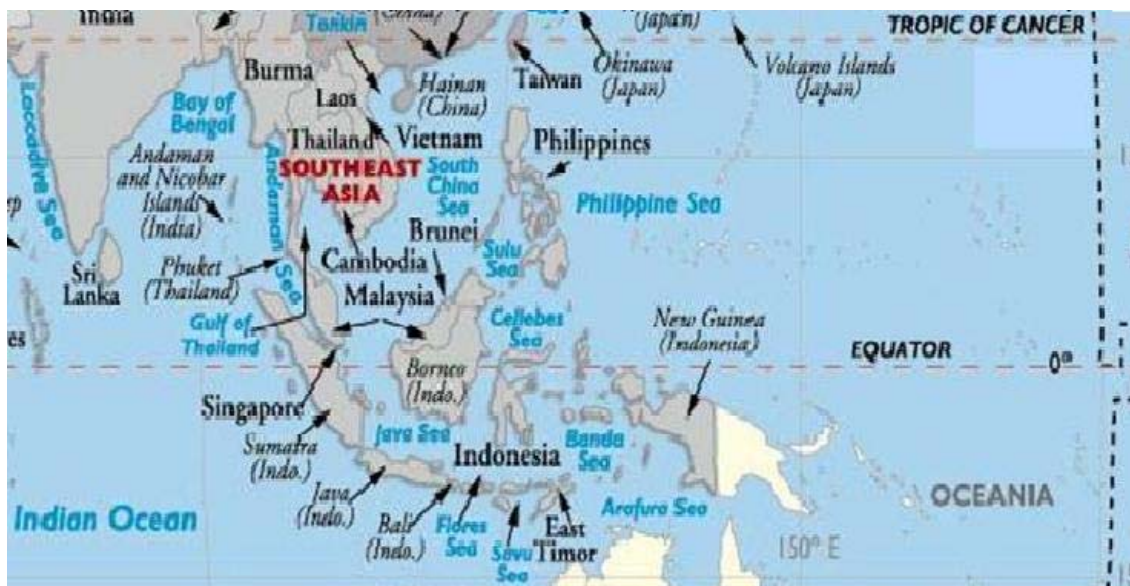 India
(China)
(Japan)
(Japan)
TROPIC OF CANCER
Tonkin
Burma
Hainan
(China)
Taiwan
Okinawa
(Japan)
Volcano Islands
(Japan)
Laos
Bay of
Bengal
Laccadive Sea
Thailand
Vietnam
Philippines
Andaman
and Nicobar
Islands
(India)
Andaman Sea
SOUTHEAST
ASIA
South
China
Sea
Philippine Sea
Brunei
Sulu
Sea
Sri
Lanka
Phuket
(Thailand)
Cambodia
Malaysia
Gulf of
Thailand
Cellebes
Sea
New Guinea
(Indonesia)
EQUATOR
Borneo
(Indo.)
Singapore
Sumatra
(Indo.)
Java Sea
Indonesia
Banda
Sea
Java
(Indo.)
Bali
(Indo.)
Flores
Sea
Savu
Sea
East
Timor
Arafura Sea
OCEANIA
Indian Ocean
150° E